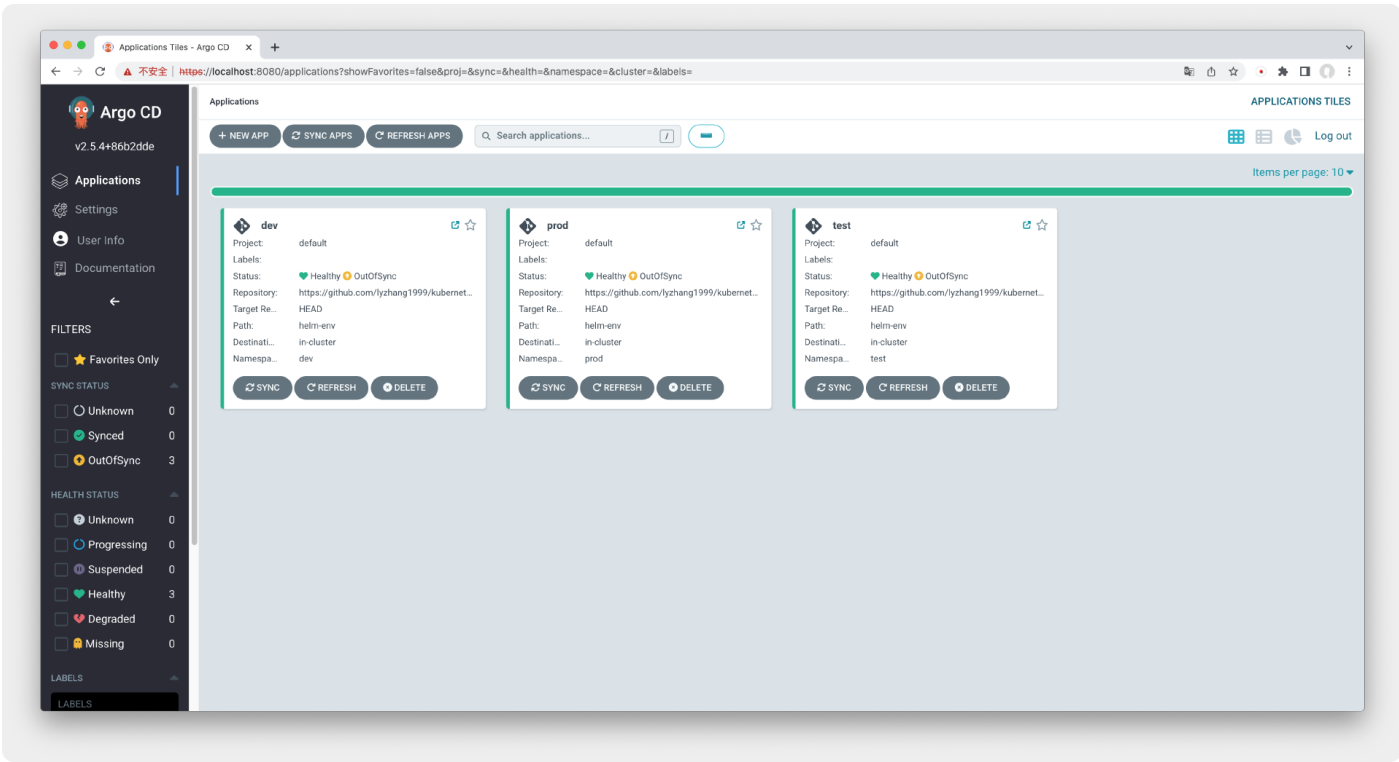 Applications Tiles - Argo CD
不安全 | https://localhost:8080/applications?showFavorites=false&proj=&sync=&health=&namespace=&cluster=&labels=
Argo CD
v2.5.4+86b2dde
Applications
Settings
User Info
Documentation
FILTERS
Favorites Only
SYNC STATUS
Unknown 0
Synced 0
OutOfSync 3
HEALTH STATUS
Unknown 0
Progressing 0
Suspended 0
Healthy 3
Degraded 0
Missing 0
LABELS
LABELS
Applications
APPLICATIONS TILES
+ NEW APP SYNC APPS REFRESH APPS Search applications... /
Log out
Items per page: 10
dev
Project: default
Labels:
Status: Healthy OutOfSync
Repository: https://github.com/lyzhang1999/kubernet...
Target Re... HEAD
Path: helm-env
Destinati... in-cluster
Namespa... dev
SYNC REFRESH DELETE
prod
Project: default
Labels:
Status: Healthy OutOfSync
Repository: https://github.com/lyzhang1999/kubernet...
Target Re... HEAD
Path: helm-env
Destinati... in-cluster
Namespa... prod
SYNC REFRESH DELETE
test
Project: default
Labels:
Status: Healthy OutOfSync
Repository: https://github.com/lyzhang1999/kubernet...
Target Re... HEAD
Path: helm-env
Destinati... in-cluster
Namespa... test
SYNC REFRESH DELETE